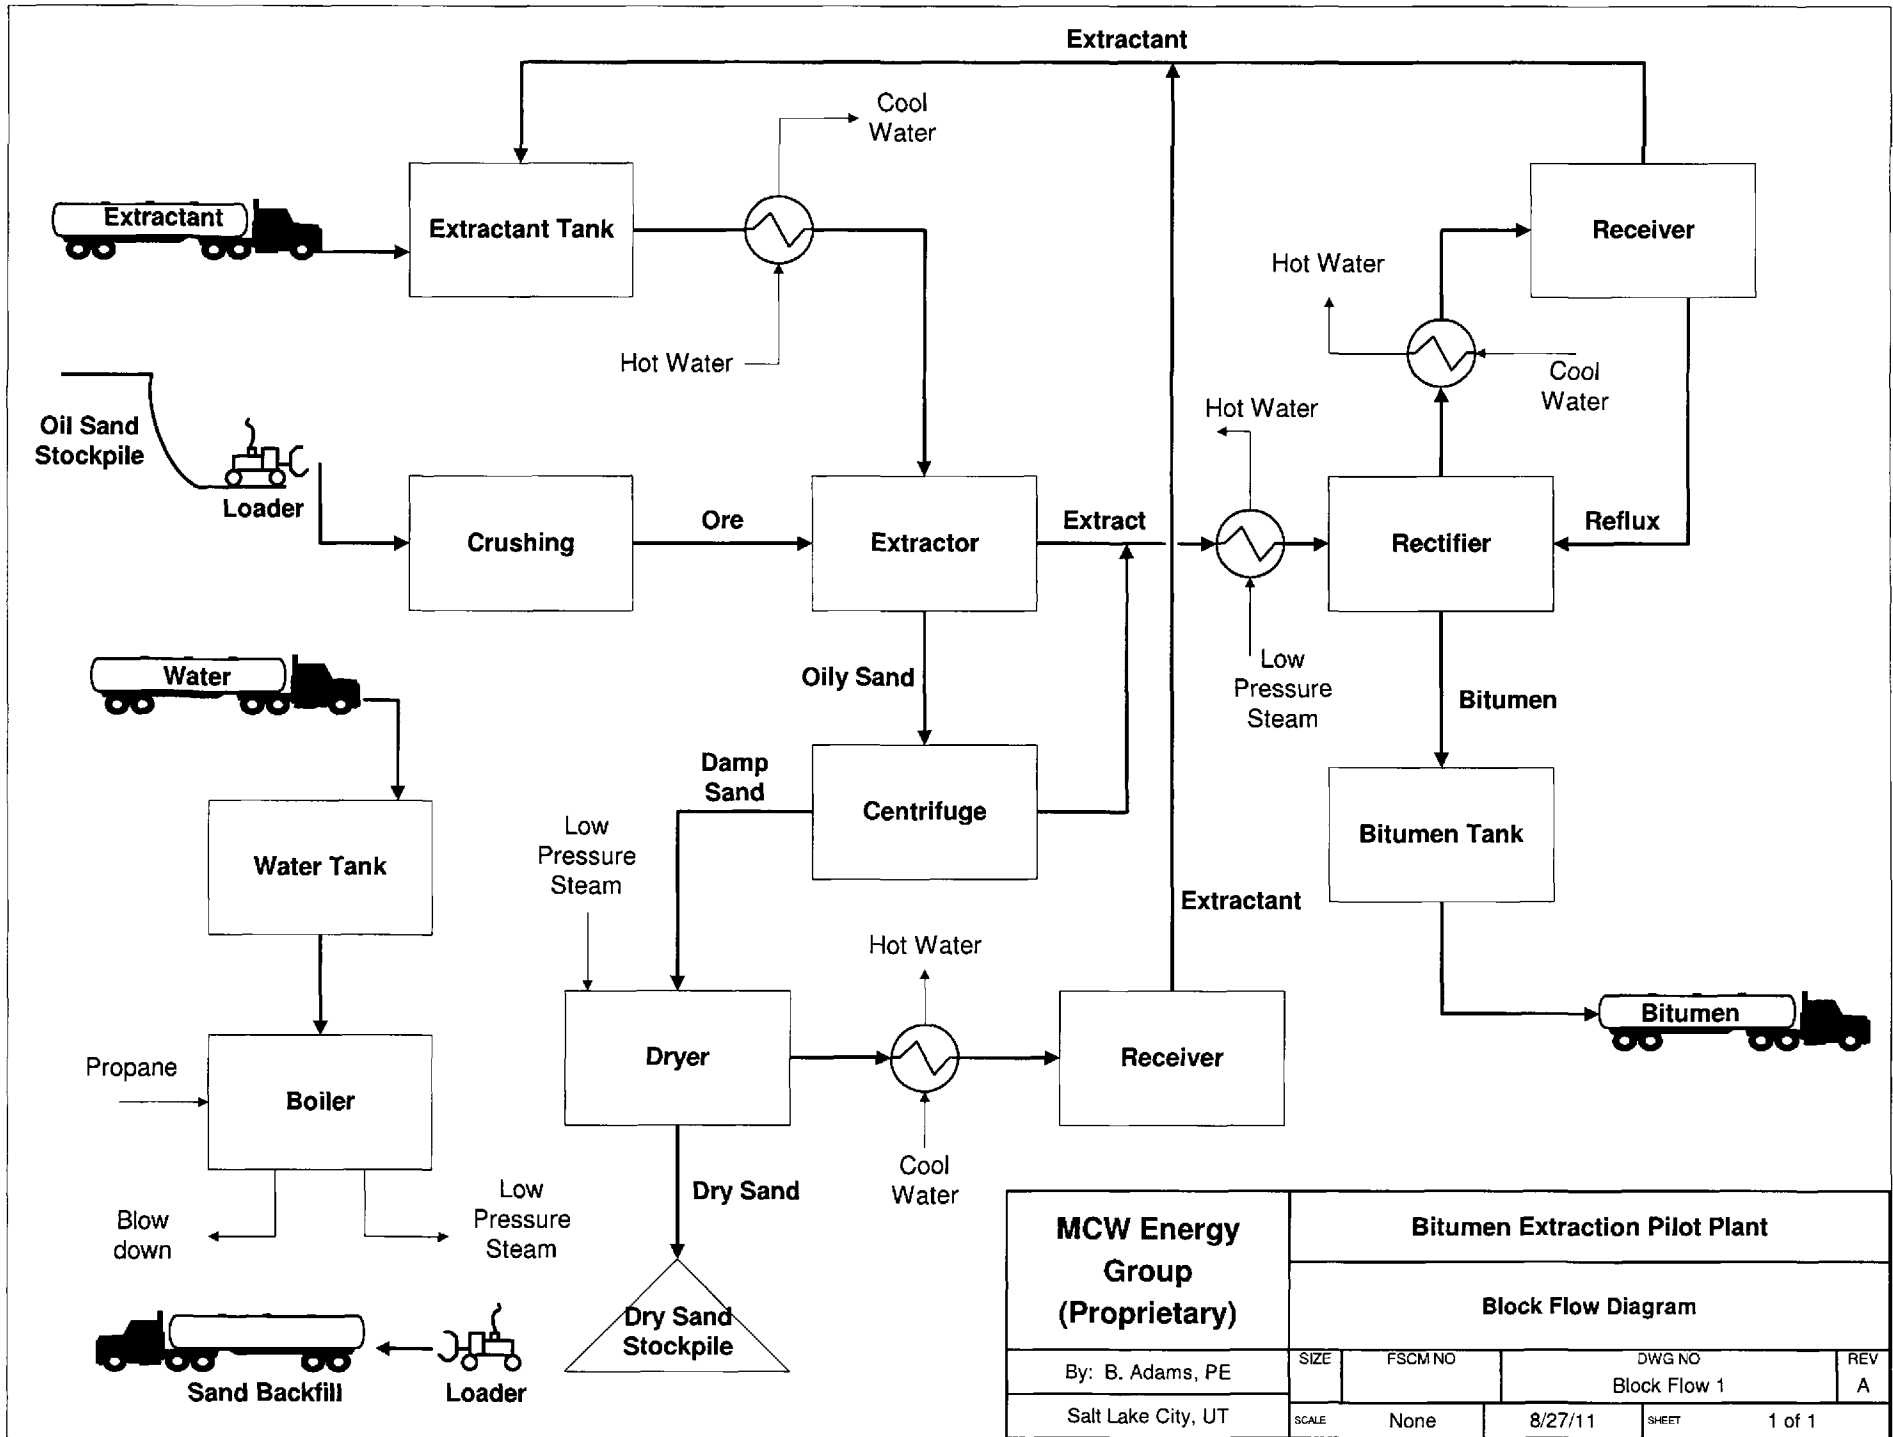 Extractant
Cool
Water
Extractant
Extractant Tank
Receiver
Hot Water
Hot Water
Cool
Water
Oil Sand
Stockpile
Loader
Hot Water
Crushing
Ore
Extractor
Extract
Rectifier
Reflux
Water
Oily Sand
Low
Pressure
Steam
Bitumen
Damp
Sand
Centrifuge
Bitumen Tank
Water Tank
Low
Pressure
Steam
Extractant
Hot Water
Bitumen
Propane
Boiler
Dryer
Receiver
Cool
Water
Blow
down
Low
Pressure
Steam
Dry Sand
Dry Sand
Stockpile
Sand Backfill
Loader
MCW Energy
Group
(Proprietary)
Bitumen Extraction Pilot Plant
Block Flow Diagram
By: B. Adams, PE
SIZE
FSCM NO
DWG NO
Block Flow 1
REV
A
Salt Lake City, UT
SCALE
None
8/27/11
SHEET
1 of 1